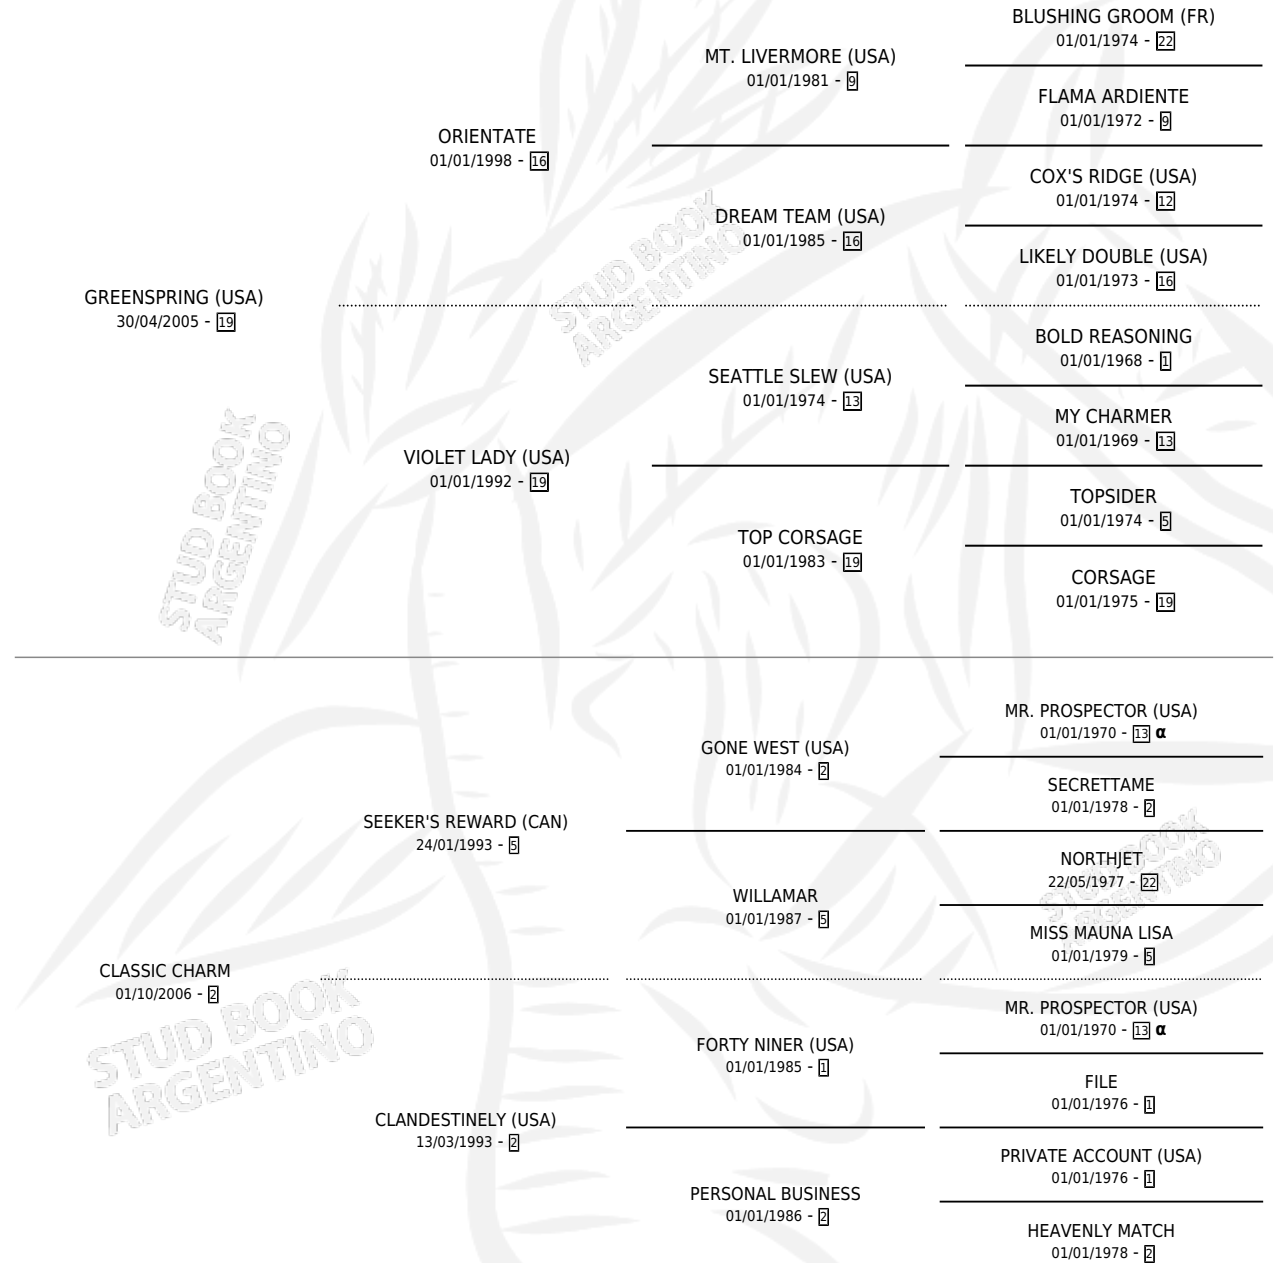 BLUSHING GROOM (FR)
01/01/1974 - 22
MT. LIVERMORE (USA)
01/01/1981 - 9
FLAMA ARDIENTE
01/01/1972 - 9
ORIENTATE
01/01/1998 - 16
COX'S RIDGE (USA)
01/01/1974 - 12
DREAM TEAM (USA)
01/01/1985 - 16
LIKELY DOUBLE (USA)
01/01/1973 - 16
GREENSPRING (USA)
30/04/2005 - 19
BOLD REASONING
01/01/1968 - 1
SEATTLE SLEW (USA)
01/01/1974 - 13
MY CHARMER
01/01/1969 - 13
VIOLET LADY (USA)
01/01/1992 - 19
TOPSIDER
01/01/1974 - 5
TOP CORSAGE
01/01/1983 - 19
CORSAGE
01/01/1975 - 19
STUD BOOK
ARGENTINO
STUD BOOK
ARGENTINO
MR. PROSPECTOR (USA)
01/01/1970 - 13 α
GONE WEST (USA)
01/01/1984 - 2
SECRETTAME
01/01/1978 - 2
SEEKER'S REWARD (CAN)
24/01/1993 - 5
NORTHJET
22/05/1977 - 22
WILLAMAR
01/01/1987 - 5
MISS MAUNA LISA
01/01/1979 - 5
STUD BOOK
ARGENTINO
CLASSIC CHARM
01/10/2006 - 2
STUD BOOK
ARGENTINO
MR. PROSPECTOR (USA)
01/01/1970 - 13 α
FORTY NINER (USA)
01/01/1985 - 1
FILE
01/01/1976 - 1
CLANDESTINELY (USA)
13/03/1993 - 2
PRIVATE ACCOUNT (USA)
01/01/1976 - 1
PERSONAL BUSINESS
01/01/1986 - 2
HEAVENLY MATCH
01/01/1978 - 2